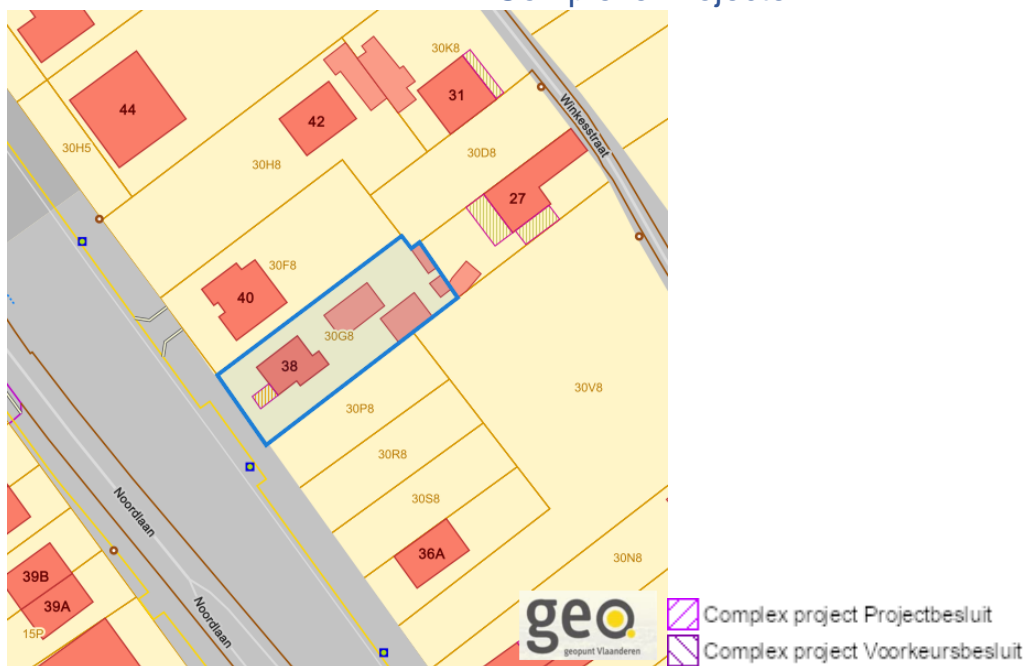 44
42
31
30K8
Winkesstraat
30H5
30H8
30D8
27
30F8
40
30G8
38
30V8
30P8
30R8
30S8
36A
30N8
Noordlaan
Noordlaan
39B
39A
15P
geo
geopunt Vlaanderen
Complex project Projectbesluit
Complex project Voorkeursbesluit